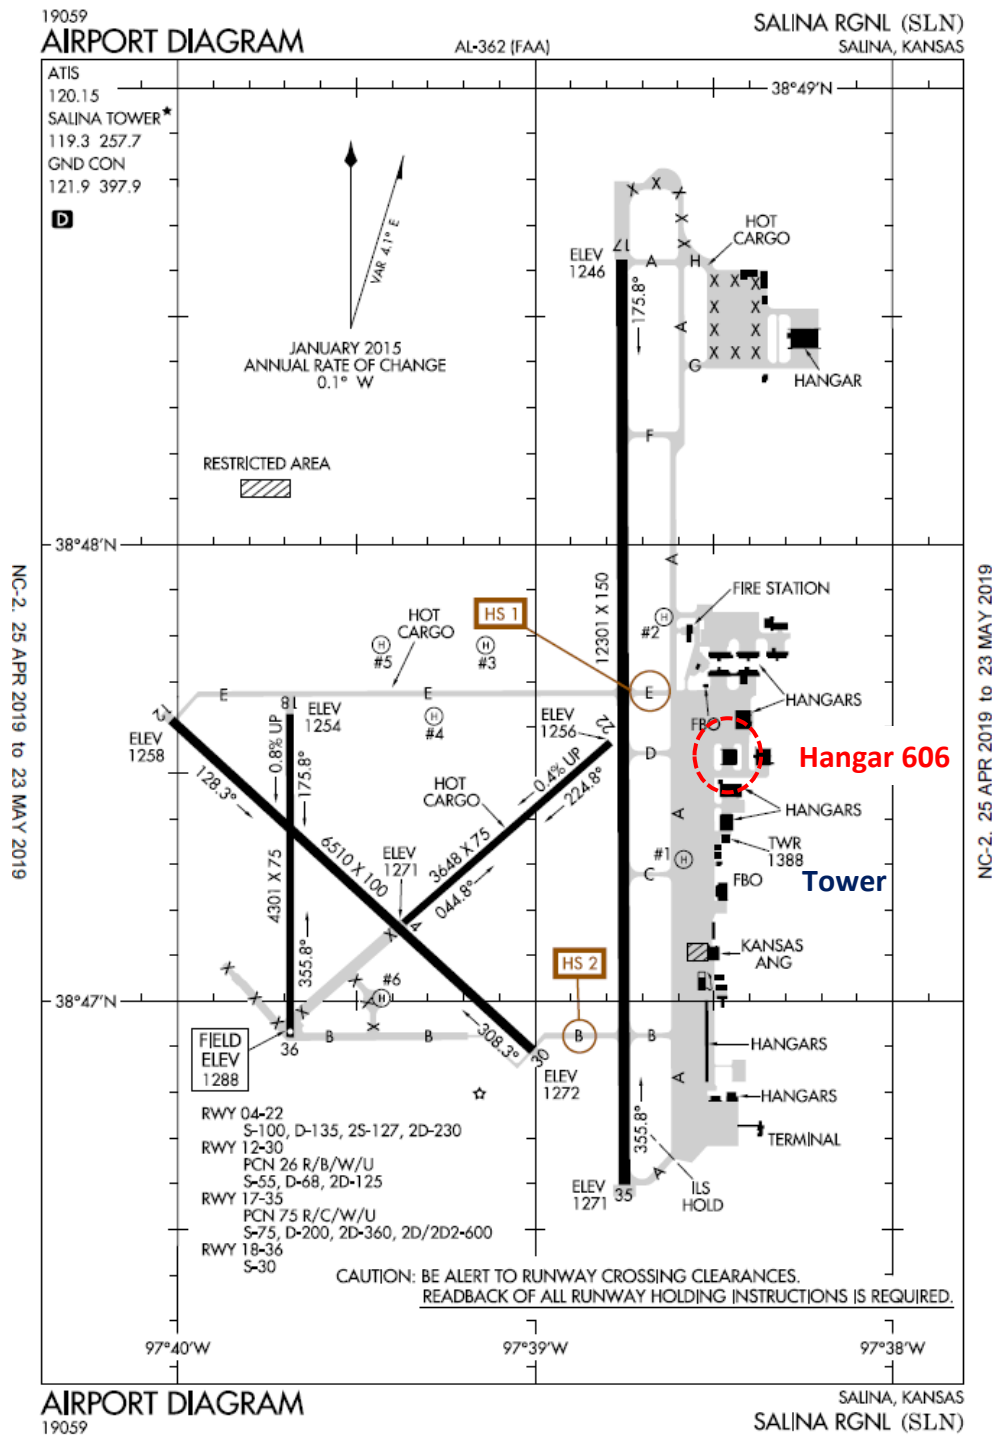 19059
AIRPORT DIAGRAM
AL-362 (FAA)
SALINA RGNL (SLN)
SALINA, KANSAS
ATIS
120.15
SALINA TOWER★
119.3 257.7
GND CON
121.9 397.9
D
38°49'N
VAR 4.1° E
JANUARY 2015
ANNUAL RATE OF CHANGE
0.1° W
HOT
CARGO
ELEV
1246
17
A
H
175.8°
X X X
X X
X X
X X X
A
G
HANGAR
F
RESTRICTED AREA
38°48'N
NC-2, 25 APR 2019 to 23 MAY 2019
NC-2, 25 APR 2019 to 23 MAY 2019
A
12301 X 150
FIRE STATION
HS 1
HOT
CARGO
H
#5
H
#3
H
#2
E
E
E
HANGARS
18
ELEV
1254
H
#4
ELEV
1256
22
FBO
12
ELEV
1258
0.8% UP
175.8°
128.3°
0.4% UP
224.8°
D
Hangar 606
HOT
CARGO
HANGARS
A
6510 X 100
ELEV
1271
3648 X 75
044.8°
#1
H
TWR
1388
C
FBO
Tower
4301 X 75
4
355.8°
X
KANSAS
ANG
HS 2
#6
H
38°47'N
FIELD
ELEV
1288
36
B
B
308.3°
30
B
B
HANGARS
ELEV
1272
A
HANGARS
355.8°
TERMINAL
RWY 04-22
S-100, D-135, 2S-127, 2D-230
RWY 12-30
PCN 26 R/B/W/U
S-55, D-68, 2D-125
RWY 17-35
PCN 75 R/C/W/U
S-75, D-200, 2D-360, 2D/2D2-600
RWY 18-36
S-30
ELEV
1271
35
A
ILS
HOLD
CAUTION: BE ALERT TO RUNWAY CROSSING CLEARANCES.
READBACK OF ALL RUNWAY HOLDING INSTRUCTIONS IS REQUIRED.
97°40'W
97°39'W
97°38'W
AIRPORT DIAGRAM
19059
SALINA, KANSAS
SALINA RGNL (SLN)